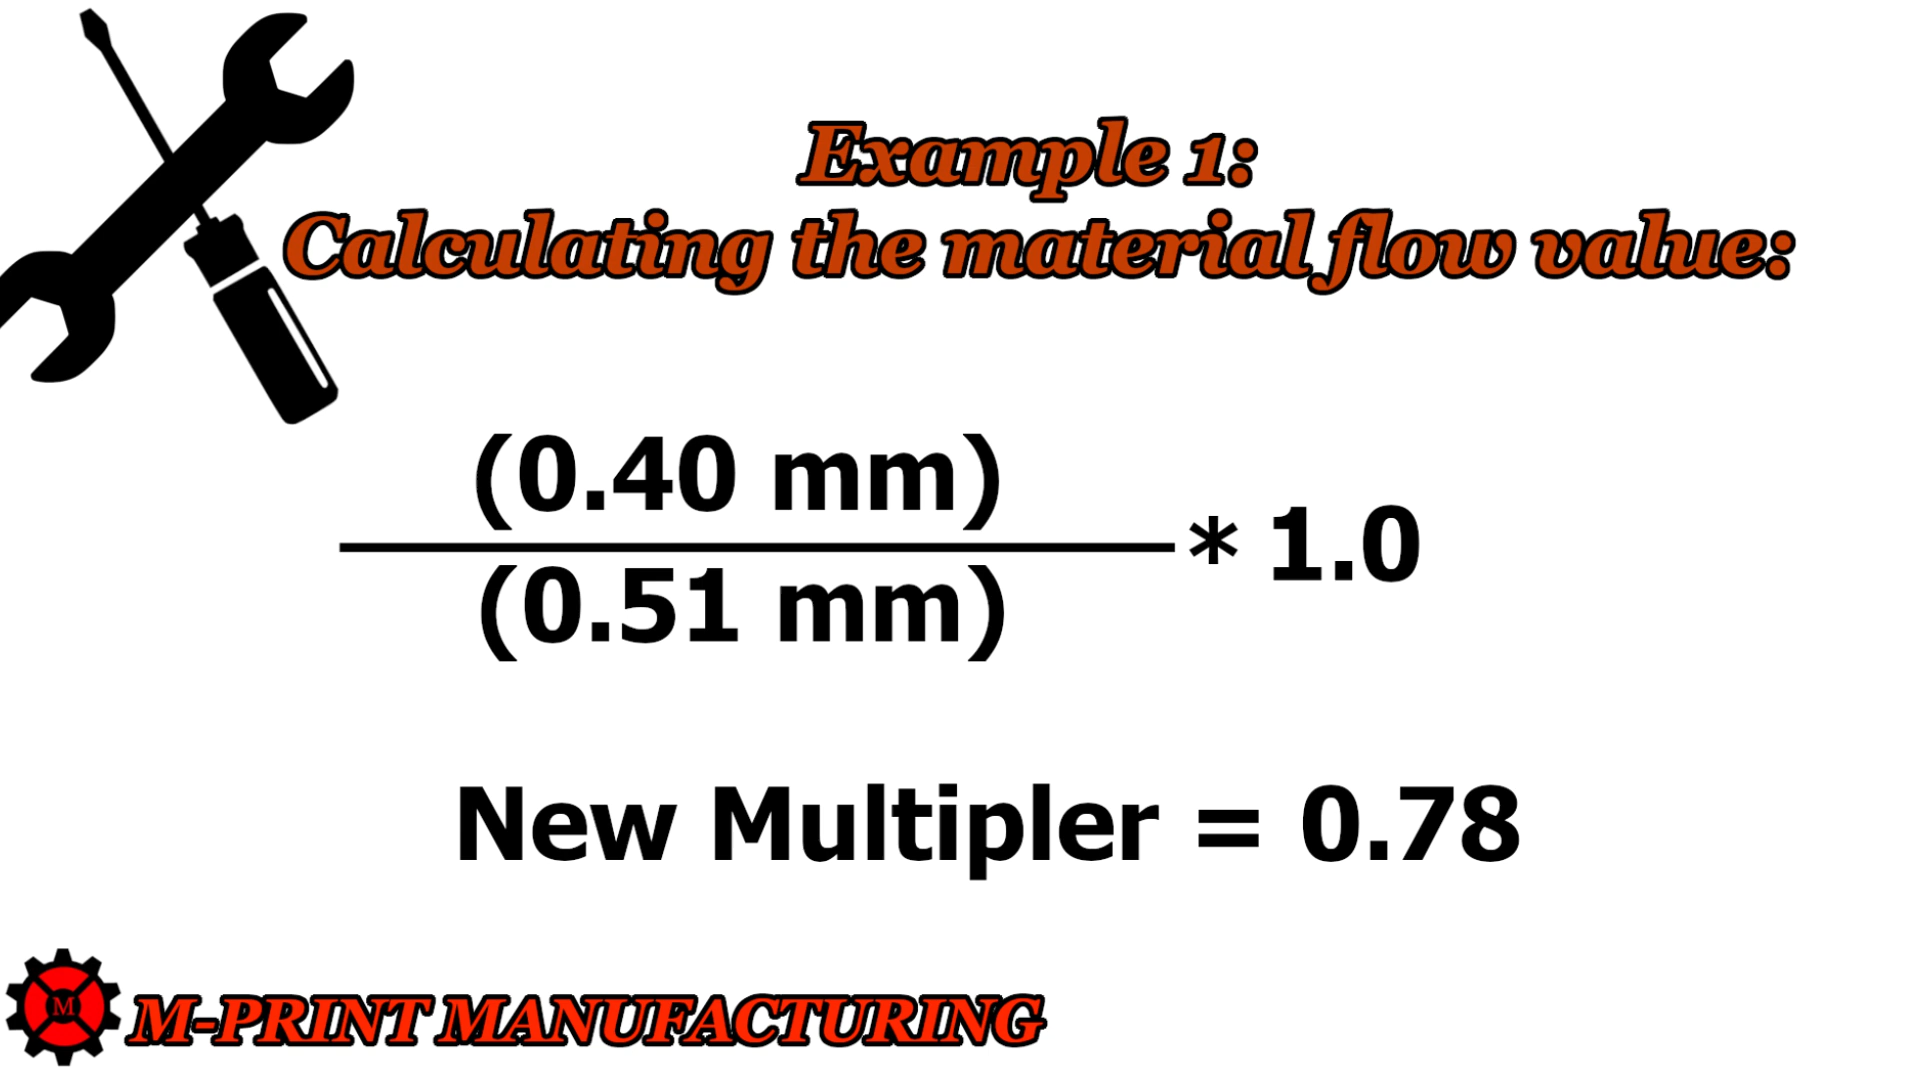 Example 1:
Calculating the material flow value:
(0.40 mm)
(0.51 mm)
* 1.0
New Multipler = 0.78
M
M-PRINT MANUFACTURING